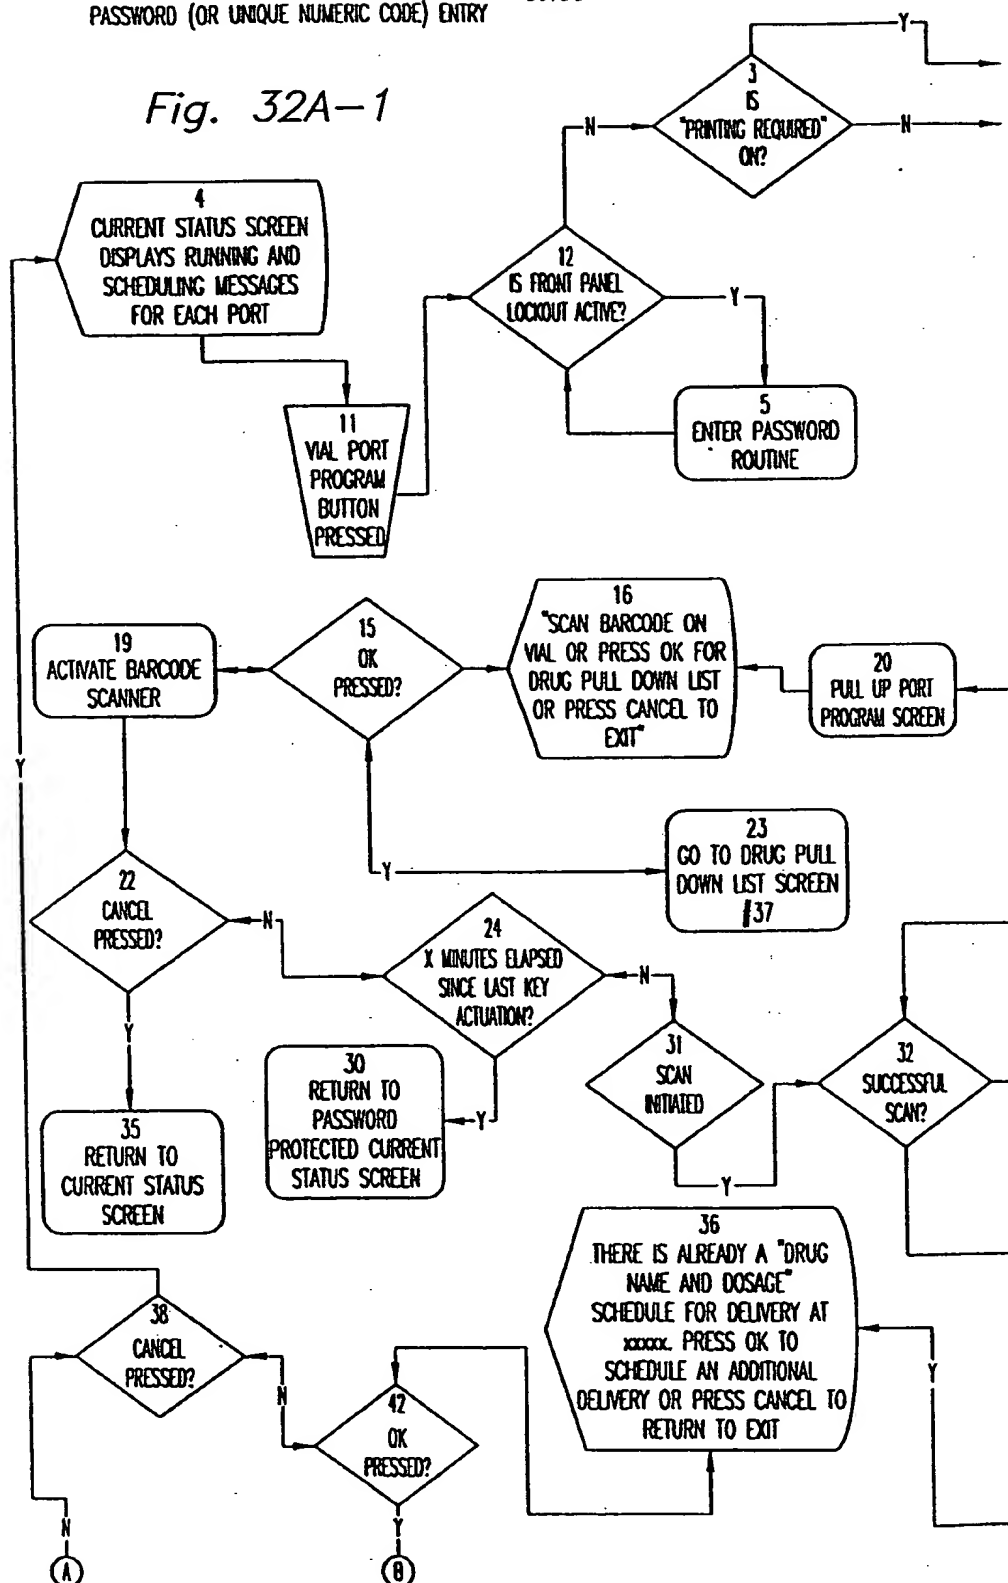 PASSWORD (OR UNIQUE NUMERIC CODE) ENTRY
Fig. 32A-1
Y
3
IS
"PRINTING REQUIRED"
ON?
N
N
4
CURRENT STATUS SCREEN
DISPLAYS RUNNING AND
SCHEDULING MESSAGES
FOR EACH PORT
12
IS FRONT PANEL
LOCKOUT ACTIVE?
Y
5
ENTER PASSWORD
ROUTINE
11
VIAL PORT
PROGRAM
BUTTON
PRESSED
19
ACTIVATE BARCODE
SCANNER
15
OK
PRESSED?
16
"SCAN BARCODE ON
VIAL OR PRESS OK FOR
DRUG PULL DOWN LIST
OR PRESS CANCEL TO
EXIT"
20
PULL UP PORT
PROGRAM SCREEN
Y
Y
23
GO TO DRUG PULL
DOWN LIST SCREEN
#37
22
CANCEL
PRESSED?
N
24
X MINUTES ELAPSED
SINCE LAST KEY
ACTUATION?
N
31
SCAN
INITIATED
32
SUCCESSFUL
SCAN?
Y
30
RETURN TO
PASSWORD
PROTECTED CURRENT
STATUS SCREEN
Y
Y
35
RETURN TO
CURRENT STATUS
SCREEN
36
THERE IS ALREADY A "DRUG
NAME AND DOSAGE"
SCHEDULE FOR DELIVERY AT
xxxxx. PRESS OK TO
SCHEDULE AN ADDITIONAL
DELIVERY OR PRESS CANCEL TO
RETURN TO EXIT
Y
38
CANCEL
PRESSED?
N
42
OK
PRESSED?
N
Y
A
B